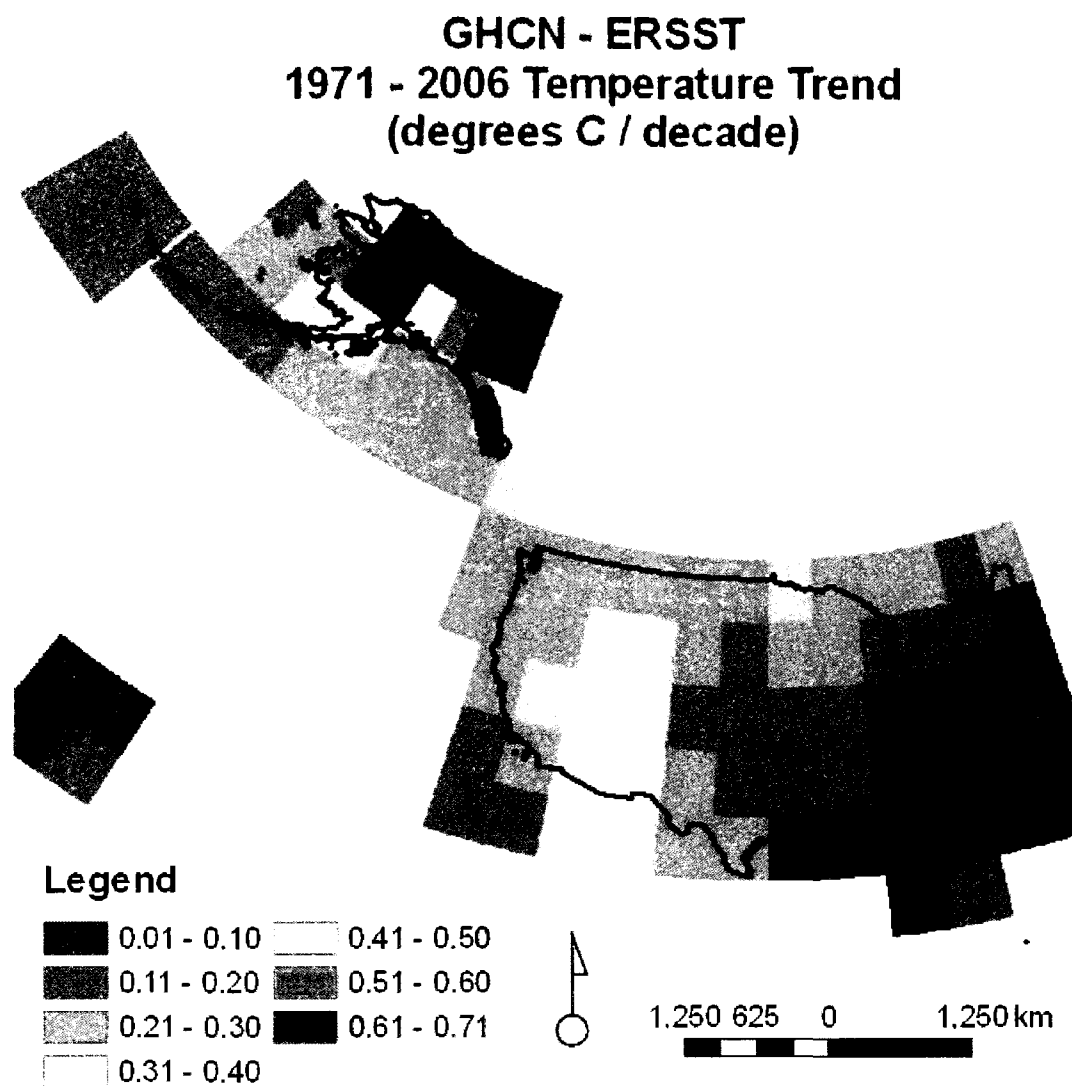 GHCN - ERSST
1971 - 2006 Temperature Trend
(degrees C / decade)
Legend
0.01 - 0.10
0.11 - 0.20
0.21 - 0.30
0.31 - 0.40
0.41 - 0.50
0.51 - 0.60
0.61 - 0.71
1,250 625 0 1,250 km